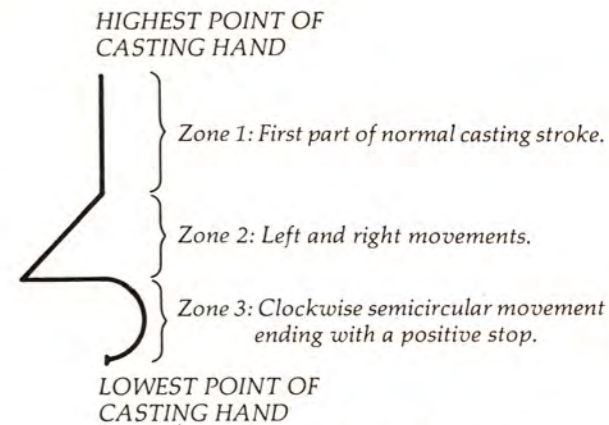 HIGHEST POINT OF
CASTING HAND
Zone 1: First part of normal casting stroke.
Zone 2: Left and right movements.
Zone 3: Clockwise semicircular movement
ending with a positive stop.
LOWEST POINT OF
CASTING HAND